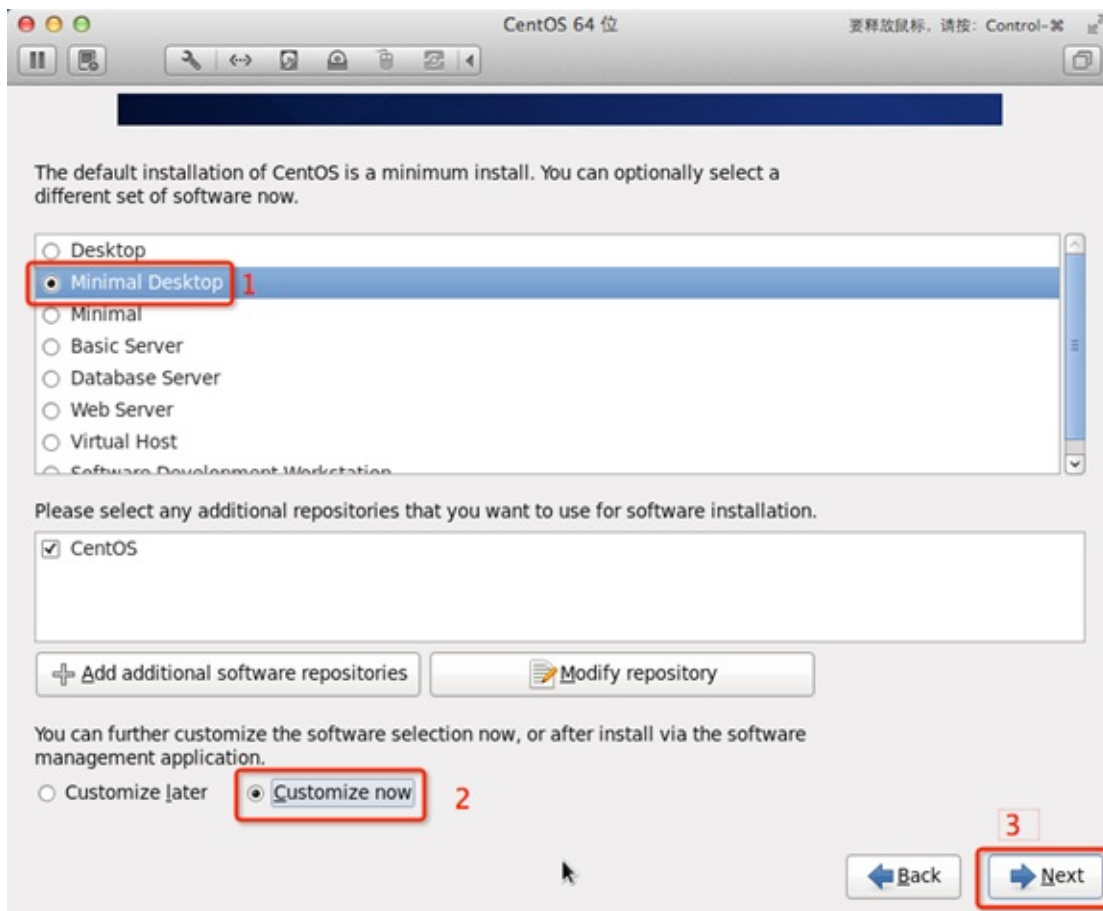 CentOS 64 位
要释放鼠标，请按：Control-⌘
The default installation of CentOS is a minimum install. You can optionally select a
different set of software now.
Desktop
Minimal Desktop 1
Minimal
Basic Server
Database Server
Web Server
Virtual Host
Software Development Workstation
Please select any additional repositories that you want to use for software installation.
CentOS
Add additional software repositories
Modify repository
You can further customize the software selection now, or after install via the software
management application.
Customize later
Customize now 2
3
Back
Next